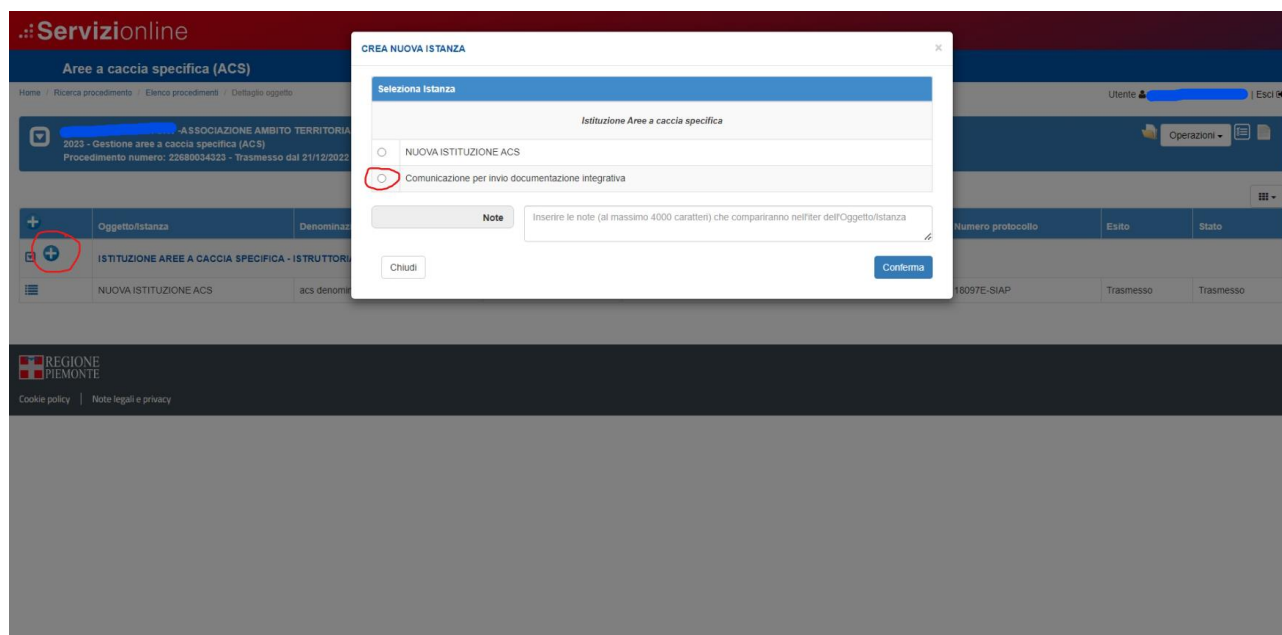 .::Servizionline
Aree a caccia specifica (ACS)
Home / Ricerca procedimento / Elenco procedimenti / Dettaglio oggetto
Utente
| Esci
-ASSOCIAZIONE AMBITO TERRITORIA
2023 - Gestione aree a caccia specifica (ACS)
Procedimento numero: 22680034323 - Trasmesso dal 21/12/2022
Operazioni
CREA NUOVA ISTANZA ×
Seleziona Istanza
Istituzione Aree a caccia specifica
NUOVA ISTITUZIONE ACS
Comunicazione per invio documentazione integrativa
Note
Inserire le note (al massimo 4000 caratteri) che compariranno nell'iter dell'Oggetto/Istanza
Chiudi
Conferma
Oggetto/Istanza Denominaz Numero protocollo Esito Stato
ISTITUZIONE AREE A CACCIA SPECIFICA - ISTRUTTORI
NUOVA ISTITUZIONE ACS acs denomin 18097E-SIAP Trasmesso Trasmesso
REGIONE
PIEMONTE
Cookie policy | Note legali e privacy